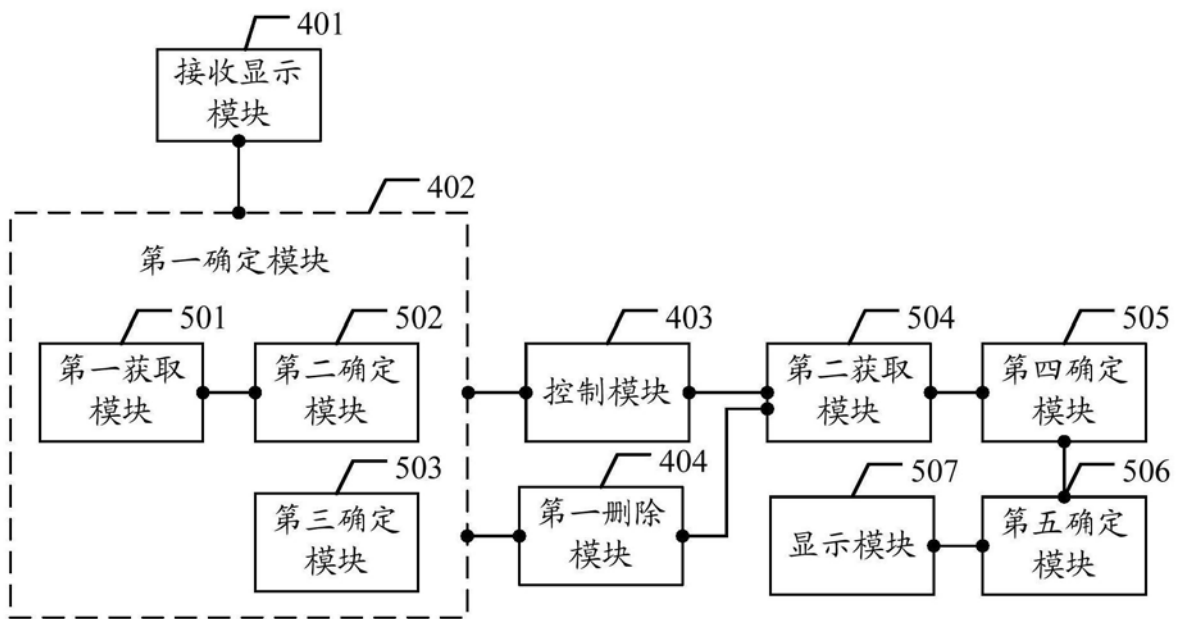 401
接收显示
模块
402
第一确定模块
501
第一获取
模块
502
第二确定
模块
503
第三确定
模块
403
控制模块
404
第一删除
模块
504
第二获取
模块
505
第四确定
模块
506
第五确定
模块
507
显示模块